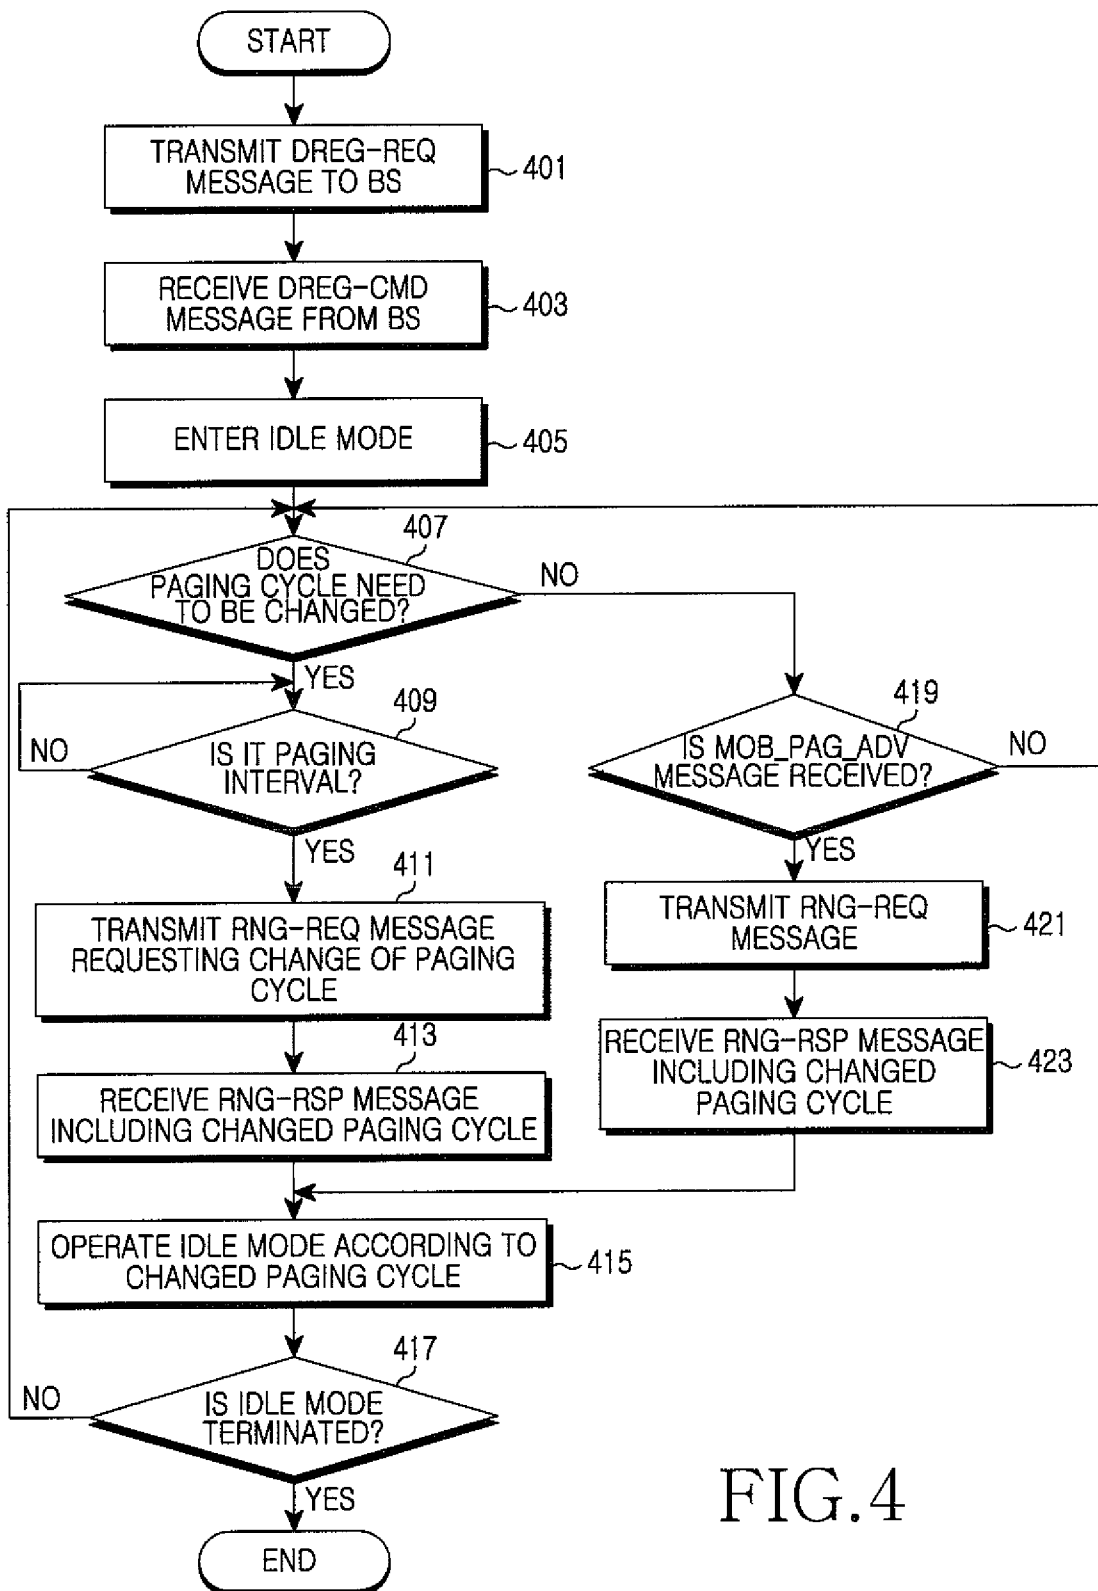 START
TRANSMIT DREG-REQ
MESSAGE TO BS
401
RECEIVE DREG-CMD
MESSAGE FROM BS
403
ENTER IDLE MODE
405
407
DOES
PAGING CYCLE NEED
TO BE CHANGED?
NO
YES
409
IS IT PAGING
INTERVAL?
NO
YES
419
IS MOB_PAG_ADV
MESSAGE RECEIVED?
NO
YES
411
TRANSMIT RNG-REQ MESSAGE
REQUESTING CHANGE OF PAGING
CYCLE
TRANSMIT RNG-REQ
MESSAGE
421
413
RECEIVE RNG-RSP MESSAGE
INCLUDING CHANGED PAGING CYCLE
RECEIVE RNG-RSP MESSAGE
INCLUDING CHANGED
PAGING CYCLE
423
OPERATE IDLE MODE ACCORDING TO
CHANGED PAGING CYCLE
415
417
IS IDLE MODE
TERMINATED?
NO
YES
END
FIG.4